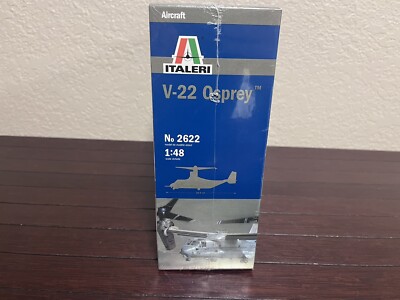 Aircraft
ITALERI
V-22 Osprey™
No 2622
1:48